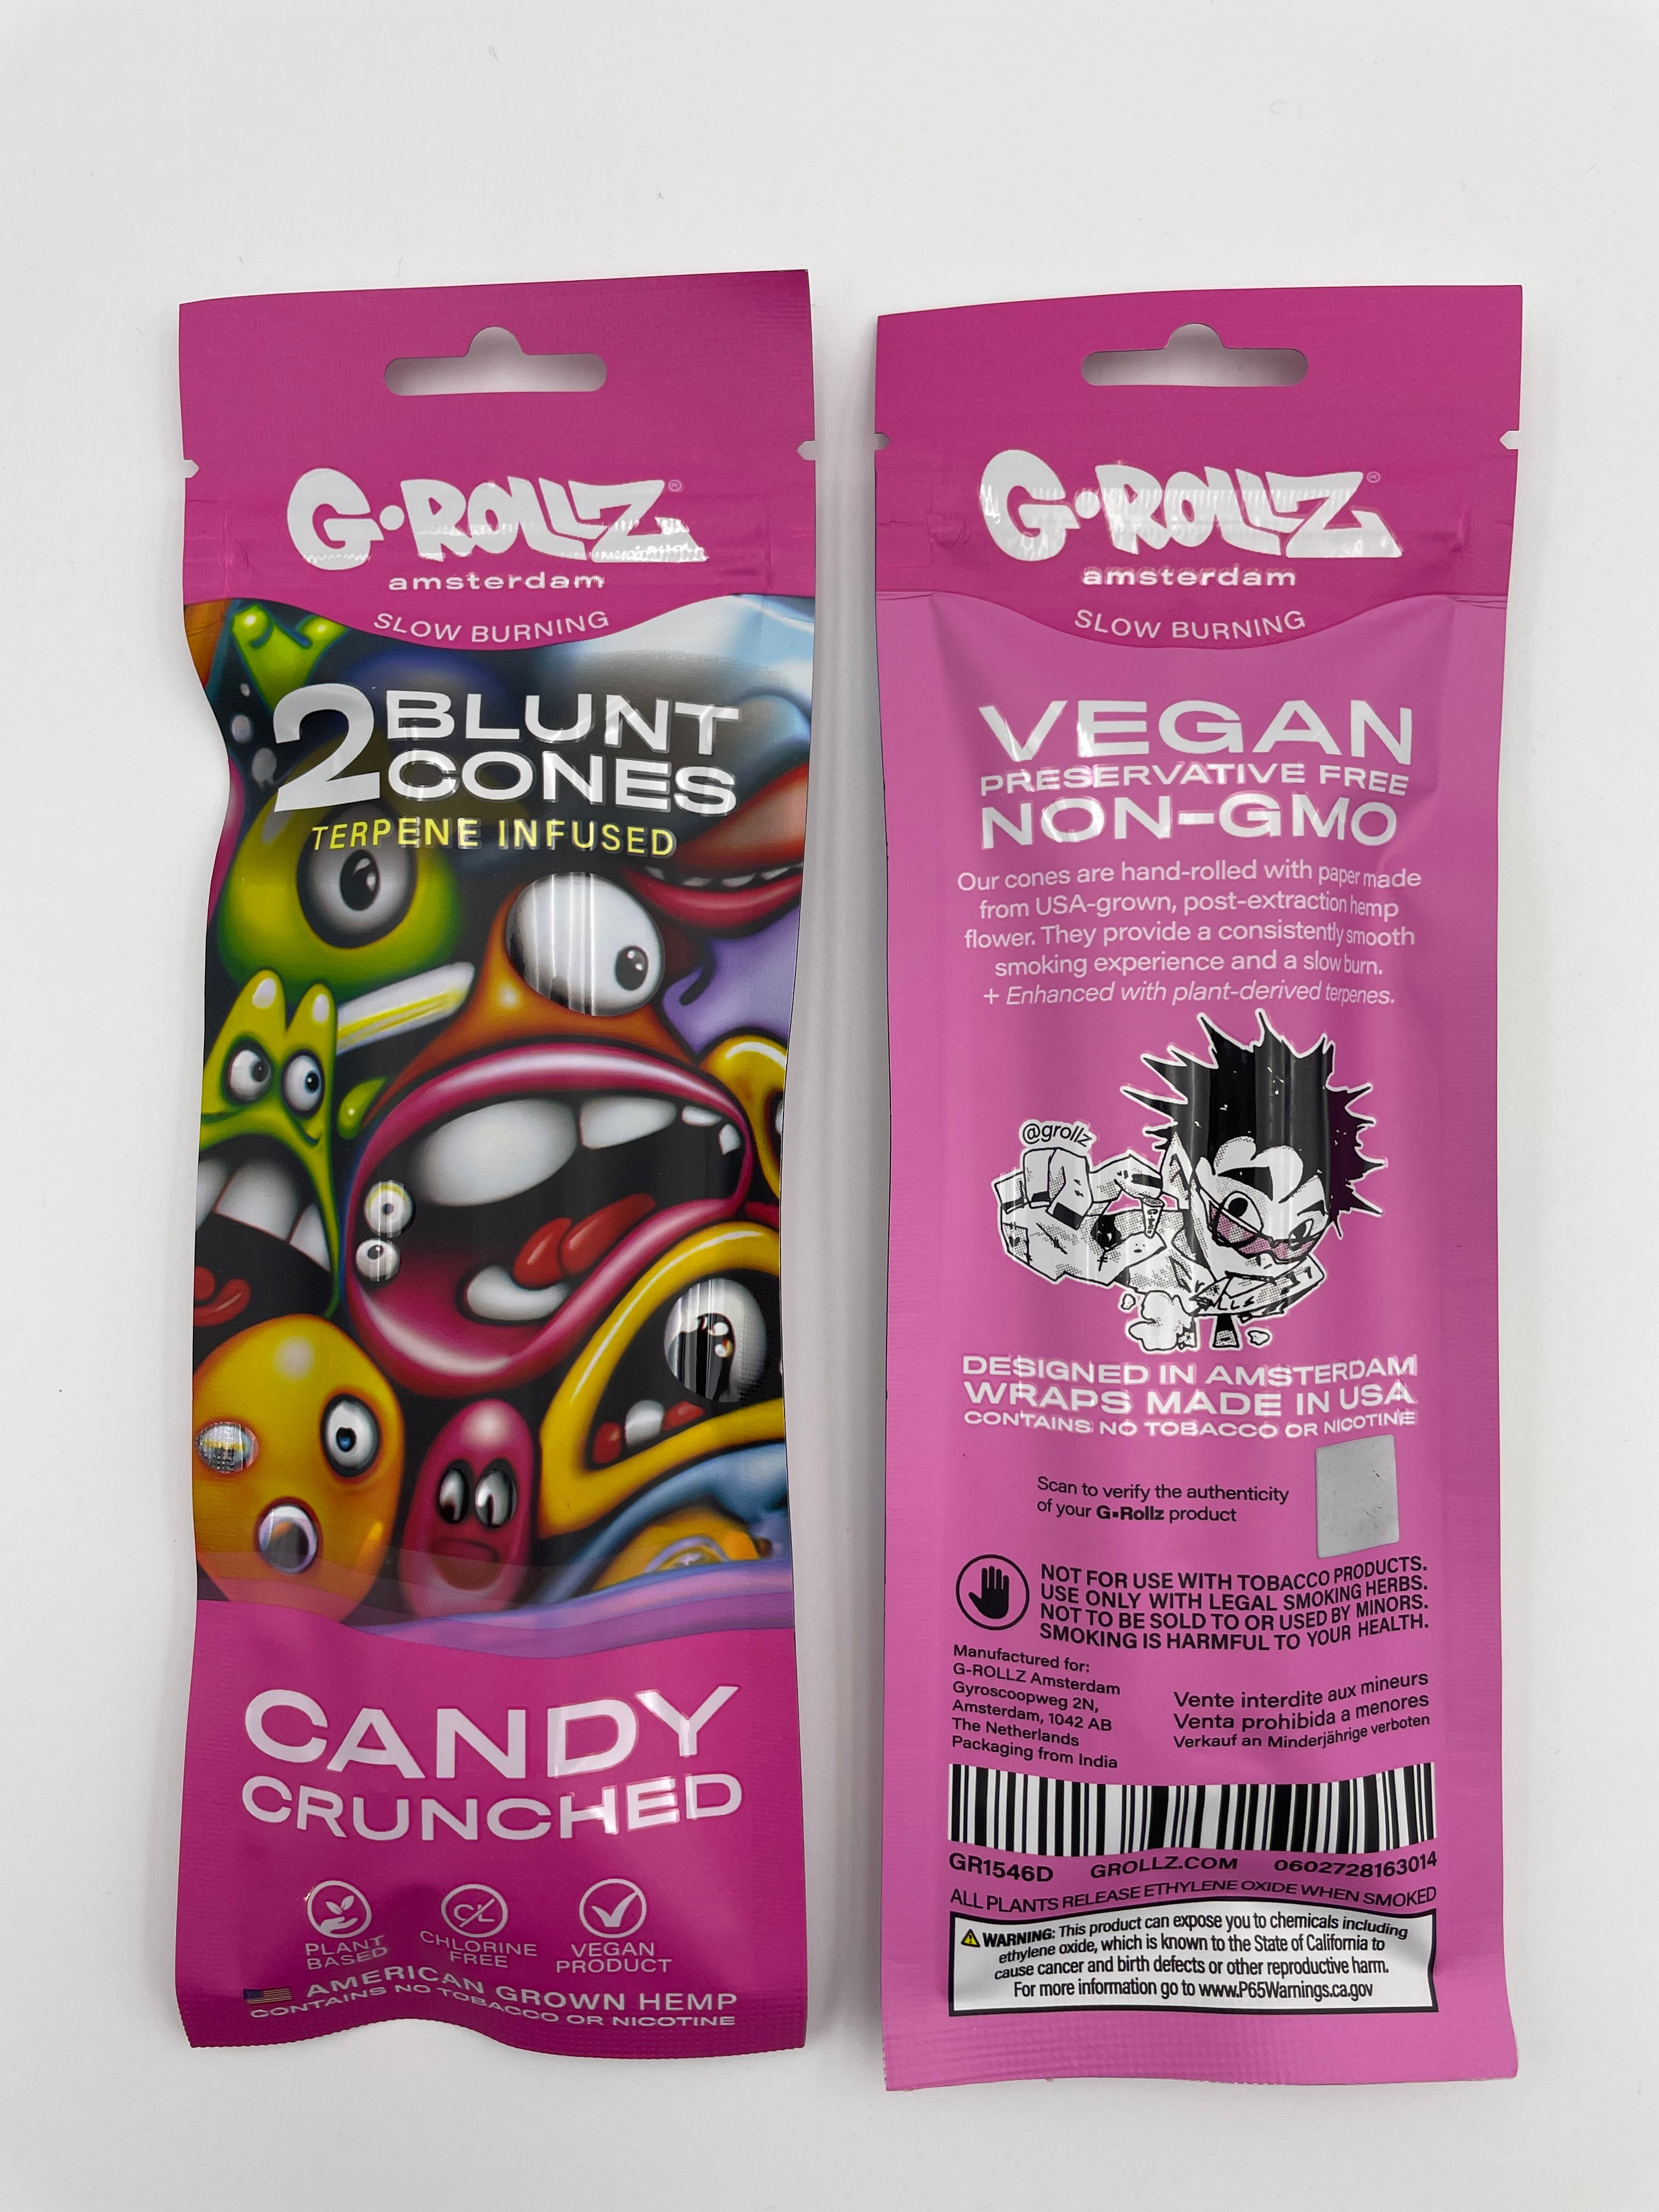 G•ROLLZ®
amsterdam
SLOW BURNING
2 BLUNT
CONES
TERPENE INFUSED
CANDY
CRUNCHED
PLANT
BASED
CL
CHLORINE
FREE
VEGAN
PRODUCT
AMERICAN GROWN HEMP
CONTAINS NO TOBACCO OR NICOTINE
G•ROLLZ®
amsterdam
SLOW BURNING
VEGAN
PRESERVATIVE FREE
NON-GMO
Our cones are hand-rolled with paper made
from USA-grown, post-extraction hemp
flower. They provide a consistently smooth
smoking experience and a slow burn.
+ Enhanced with plant-derived terpenes.
@grollz
DESIGNED IN AMSTERDAM
WRAPS MADE IN USA
CONTAINS NO TOBACCO OR NICOTINE
Scan to verify the authenticity
of your G•Rollz product
NOT FOR USE WITH TOBACCO PRODUCTS.
USE ONLY WITH LEGAL SMOKING HERBS.
NOT TO BE SOLD TO OR USED BY MINORS.
SMOKING IS HARMFUL TO YOUR HEALTH.
Manufactured for:
G-ROLLZ Amsterdam
Gyroscoopweg 2N,
Amsterdam, 1042 AB
The Netherlands
Packaging from India
Vente interdite aux mineurs
Venta prohibida a menores
Verkauf an Minderjährige verboten
GR1546D GROLLZ.COM 0602728163014
ALL PLANTS RELEASE ETHYLENE OXIDE WHEN SMOKED
WARNING: This product can expose you to chemicals including
ethylene oxide, which is known to the State of California to
cause cancer and birth defects or other reproductive harm.
For more information go to www.P65Warnings.ca.gov